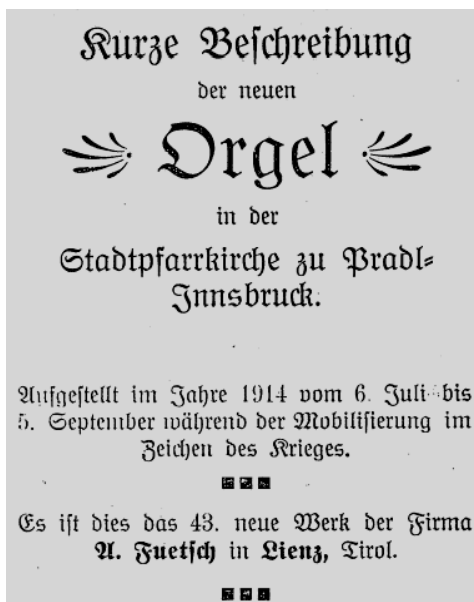 Kurze Beschreibung
der neuen
Orgel
in der
Stadtpfarrkirche zu Pradl-
Innsbruck.
Aufgestellt im Jahre 1914 vom 6. Juli bis
5. September während der Mobilisierung im
Zeichen des Krieges.
Es ist dies das 43. neue Werk der Firma
A. Fuetsch in Lienz, Tirol.